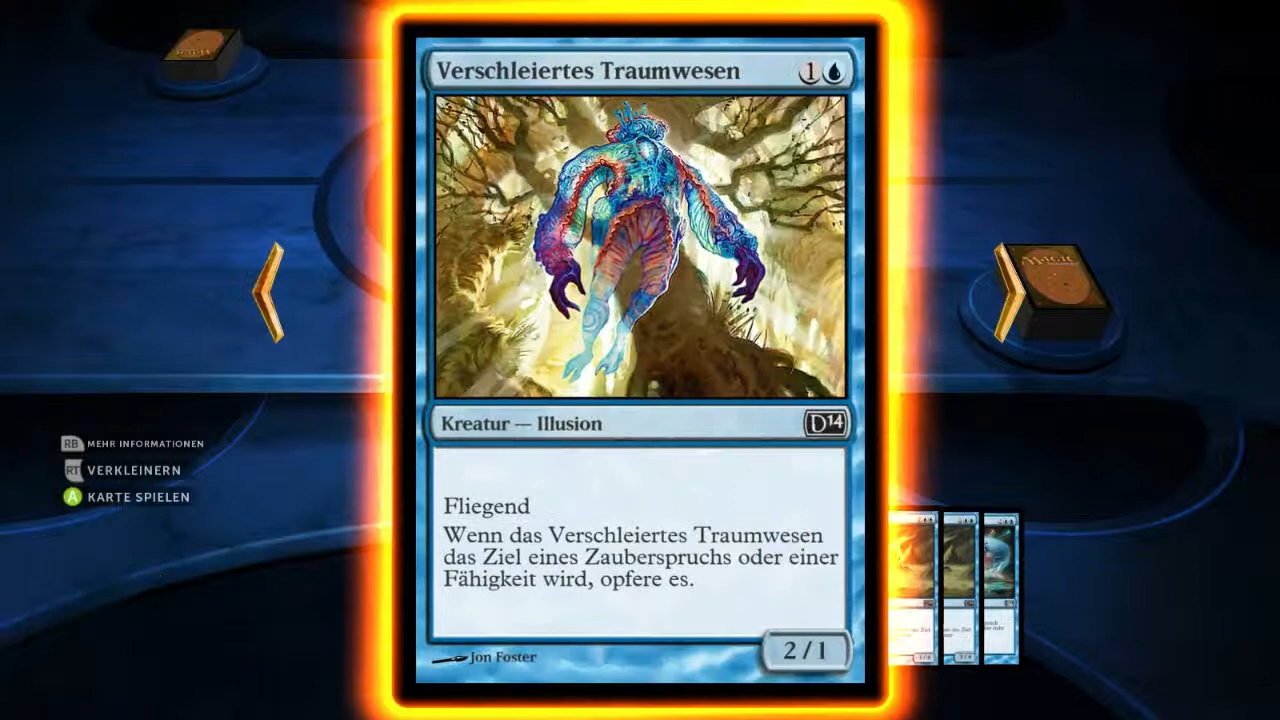 Verschleiertes Traumwesen 1
MAGIC
Kreatur — Illusion D14
RB MEHR INFORMATIONEN
RT VERKLEINERN
A KARTE SPIELEN
Fliegend
Wenn das Verschleiertes Traumwesen
das Ziel eines Zauberspruchs oder einer
Fähigkeit wird, opfere es.
2/1
Jon Foster